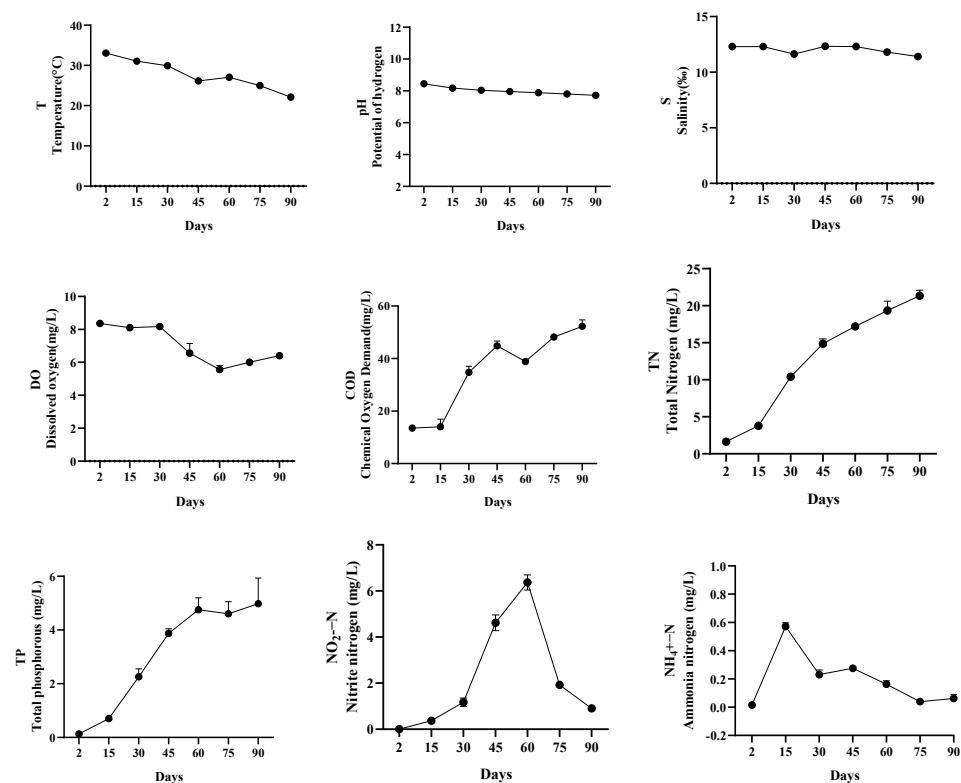 T
Temperature(°C)
40
30
20
10
0
2 15 30 45 60 75 90
Days
pH
Potential of hydrogen
12
10
8
6
4
2
2 15 30 45 60 75 90
Days
S
Salinity(‰)
15
10
5
0
2 15 30 45 60 75 90
Days
DO
Dissolved oxygen(mg/L)
10
8
6
4
2
0
2 15 30 45 60 75 90
Days
COD
Chemical Oxygen Demand(mg/L)
60
40
20
0
2 15 30 45 60 75 90
Days
TN
Total Nitrogen (mg/L)
25
20
15
10
5
0
2 15 30 45 60 75 90
Days
TP
Total phosphorous (mg/L)
6
4
2
0
2 15 30 45 60 75 90
Days
NO₂-–N
Nitrite nitrogen (mg/L)
8
6
4
2
0
2 15 30 45 60 75 90
Days
NH₄+–N
Ammonia nitrogen (mg/L)
1.0
0.8
0.6
0.4
0.2
0.0
-0.2
2 15 30 45 60 75 90
Days